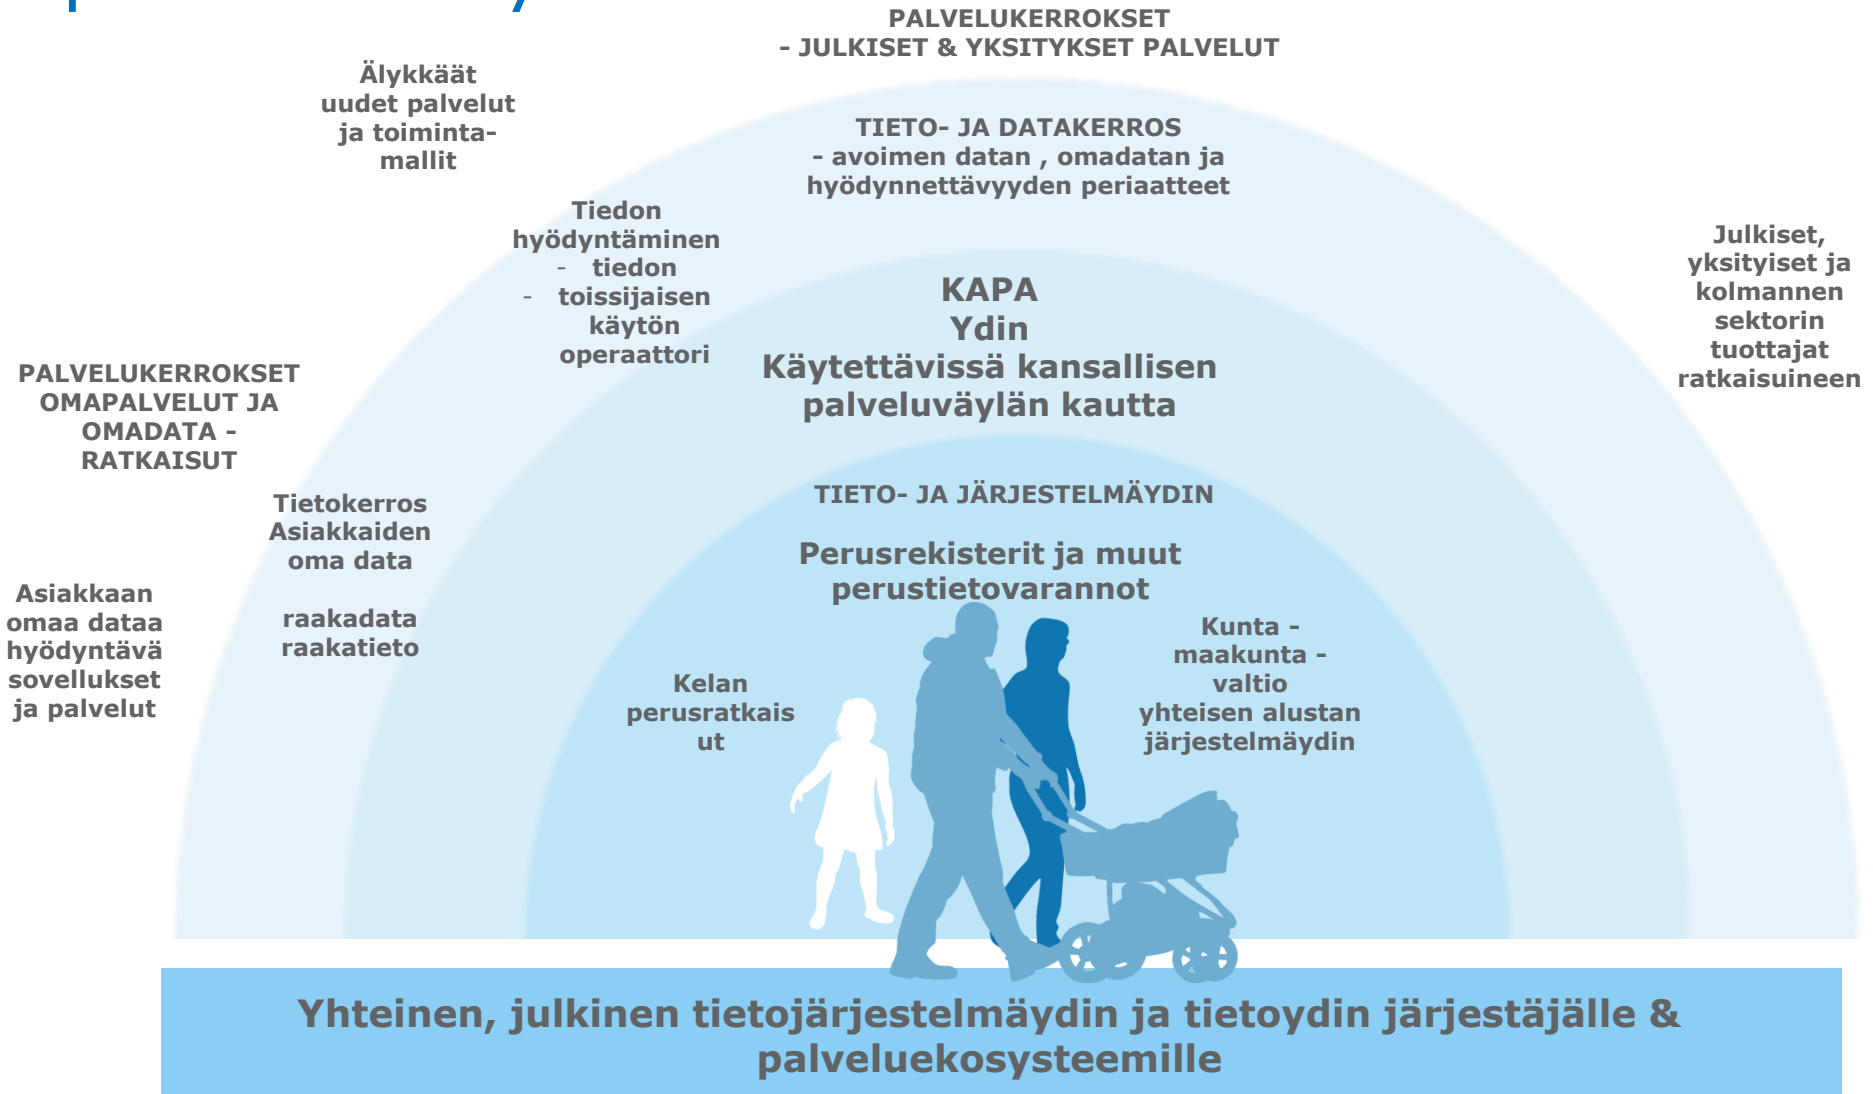 PALVELUKERROKSET
- JULKISET & YKSITYKSET PALVELUT
Älykkäät
uudet palvelut
ja toiminta-
mallit
TIETO- JA DATAKERROS
- avoimen datan , omadatan ja
hyödynnettävyyden periaatteet
Tiedon
hyödyntäminen
- tiedon
- toissijaisen
käytön
operaattori
Julkiset,
yksityiset ja
kolmannen
sektorin
tuottajat
ratkaisuineen
KAPA
Ydin
Käytettävissä kansallisen
palveluväylän kautta
PALVELUKERROKSET
OMAPALVELUT JA
OMADATA -
RATKAISUT
TIETO- JA JÄRJESTELMÄYDIN
Tietokerros
Asiakkaiden
oma data
raakadata
raakatieto
Perusrekisterit ja muut
perustietovarannot
Asiakkaan
omaa dataa
hyödyntävä
sovellukset
ja palvelut
Kelan
perusratkais
ut
Kunta -
maakunta -
valtio
yhteisen alustan
järjestelmäydin
Yhteinen, julkinen tietojärjestelmäydin ja tietoydin järjestäjälle &
palveluekosysteemille